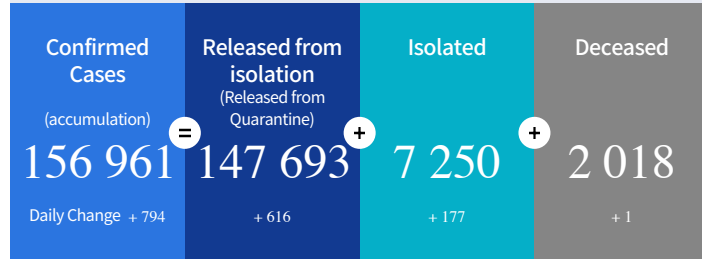 Confirmed
Cases
(accumulation)
156 961
Daily Change + 794
=
Released from
isolation
(Released from
Quarantine)
147 693
+ 616
+
Isolated
7 250
+ 177
+
Deceased
2 018
+ 1